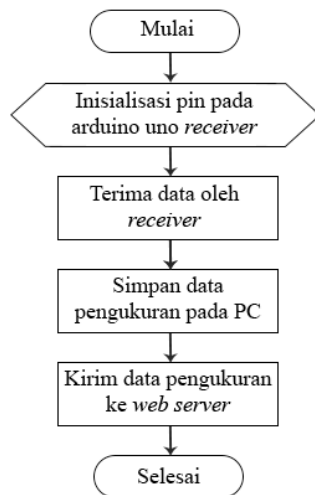 Mulai
Inisialisasi pin pada
arduino uno receiver
Terima data oleh
receiver
Simpan data
pengukuran pada PC
Kirim data pengukuran
ke web server
Selesai